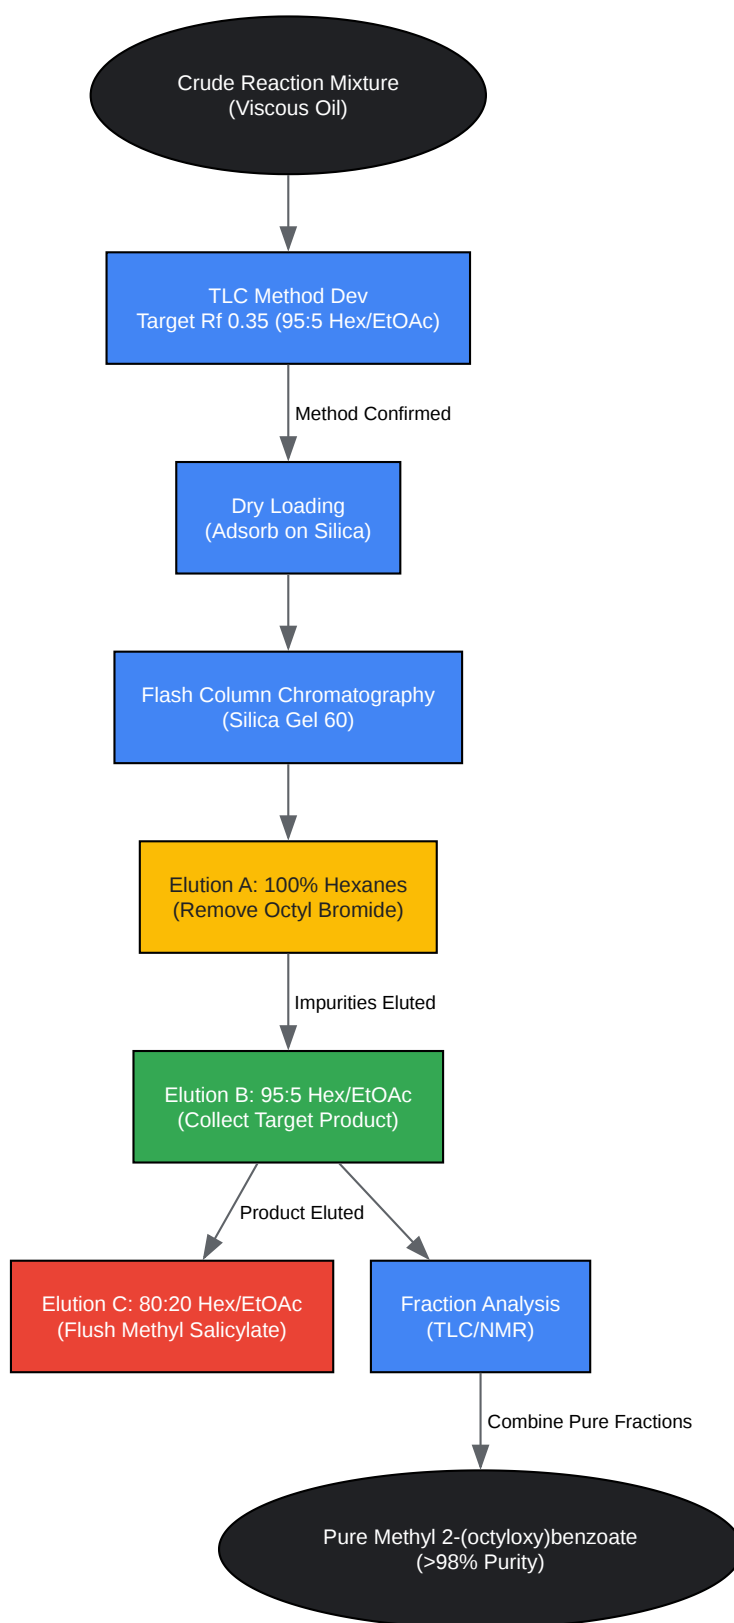 Crude Reaction Mixture
(Viscous Oil)
TLC Method Dev
Target Rf 0.35 (95:5 Hex/EtOAc)
Method Confirmed
Dry Loading
(Adsorb on Silica)
Flash Column Chromatography
(Silica Gel 60)
Elution A: 100% Hexanes
(Remove Octyl Bromide)
Impurities Eluted
Elution B: 95:5 Hex/EtOAc
(Collect Target Product)
Product Eluted
Elution C: 80:20 Hex/EtOAc
(Flush Methyl Salicylate)
Fraction Analysis
(TLC/NMR)
Combine Pure Fractions
Pure Methyl 2-(octyloxy)benzoate
(>98% Purity)